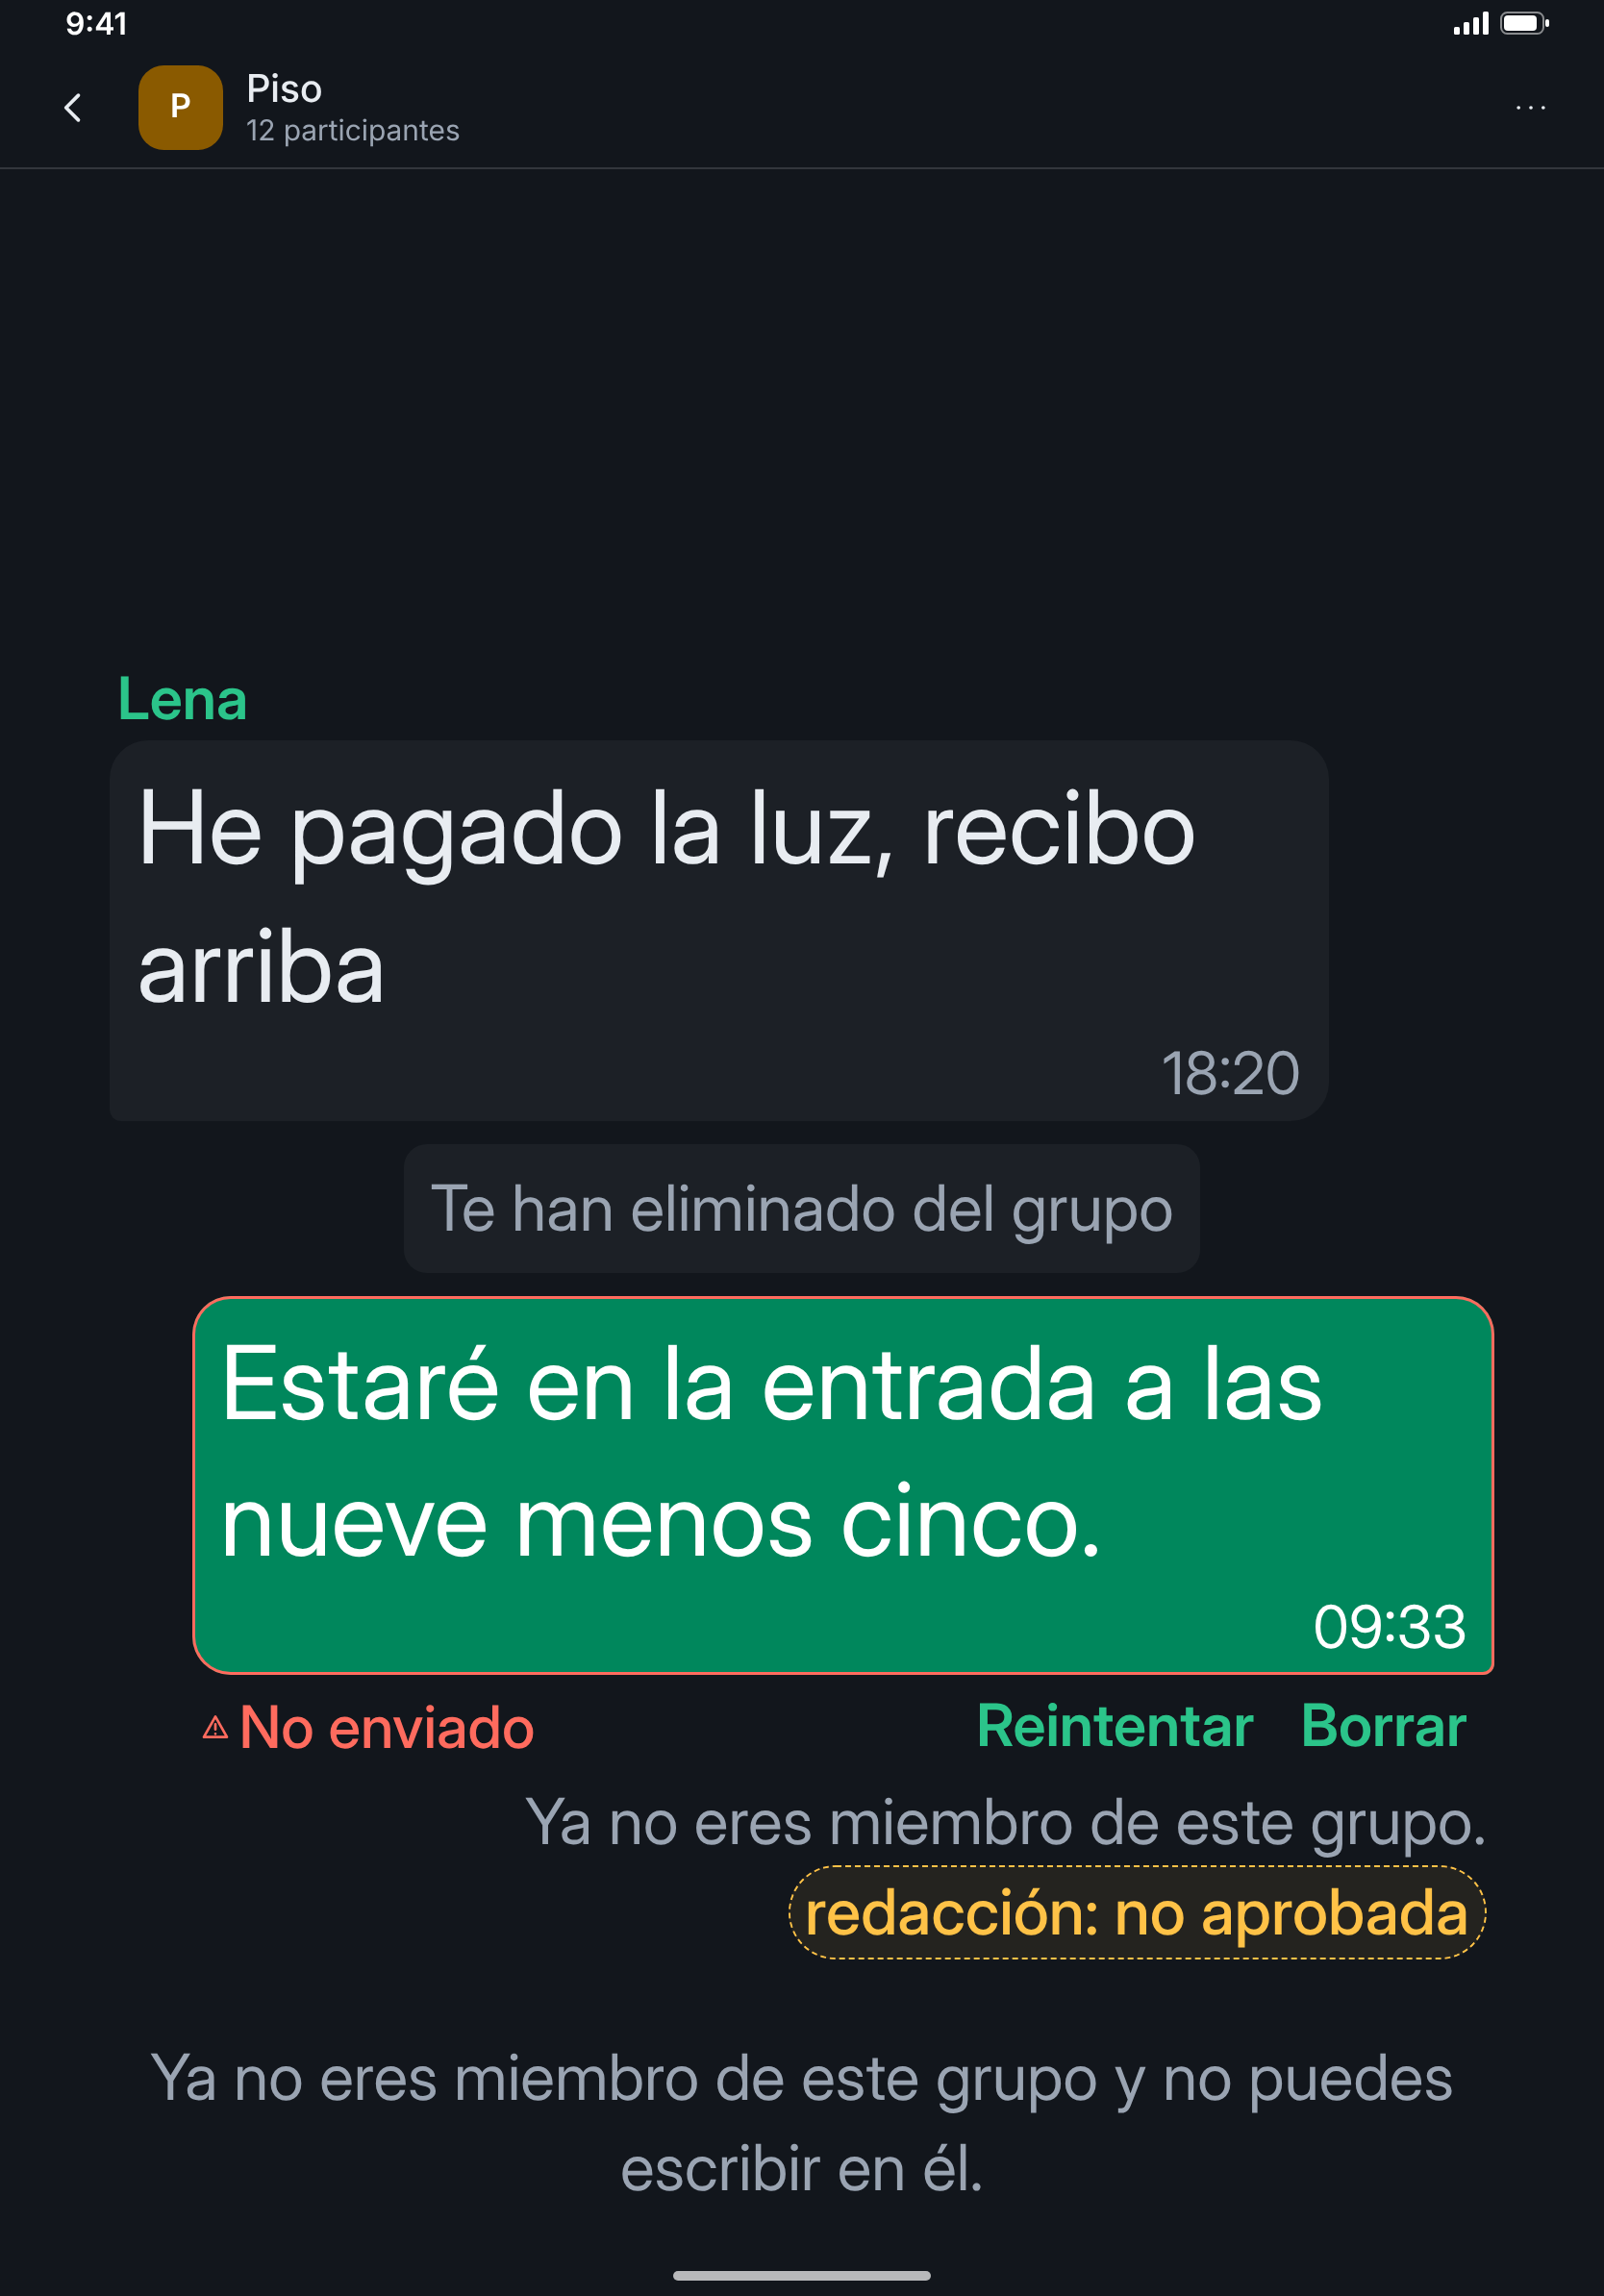 9:41
P
Piso
12 participantes
Lena
He pagado la luz, recibo
arriba
18:20
Te han eliminado del grupo
Estaré en la entrada a las
nueve menos cinco.
09:33
No enviado
Reintentar Borrar
Ya no eres miembro de este grupo.
redacción: no aprobada
Ya no eres miembro de este grupo y no puedes
escribir en él.